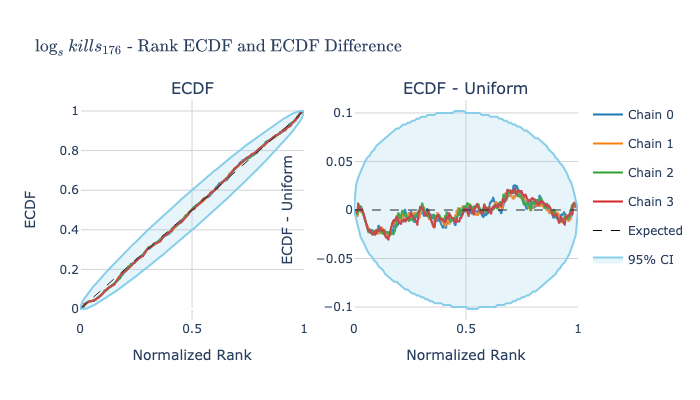 log_s kills_176 - Rank ECDF and ECDF Difference
ECDF
ECDF
1
0.8
0.6
0.4
0.2
0
0 0.5 1
Normalized Rank
ECDF - Uniform
ECDF - Uniform
0.1
0.05
0
−0.05
−0.1
0 0.5 1
Normalized Rank
Chain 0
Chain 1
Chain 2
Chain 3
Expected
95% CI